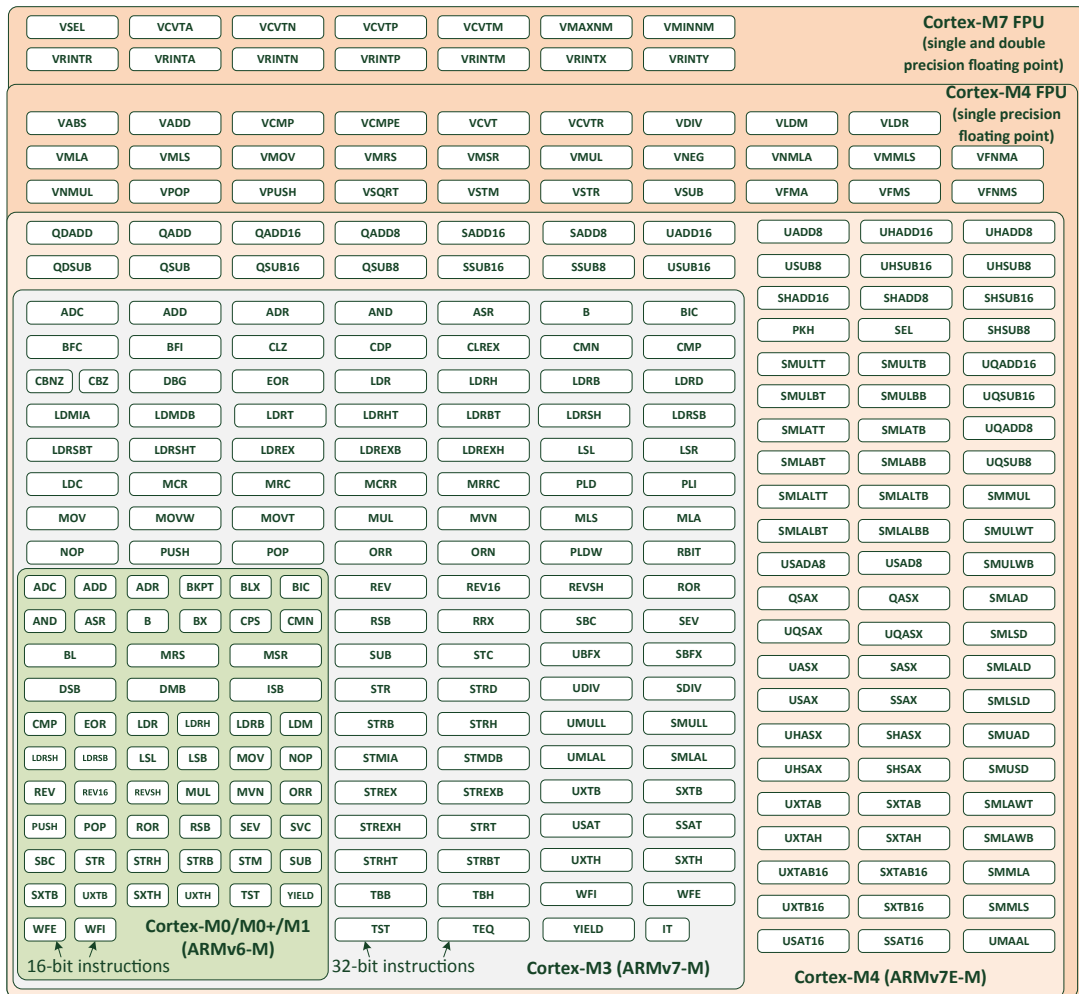 VSEL VCVTA VCVTN VCVTP VCVTM VMAXNM VMINNM
Cortex-M7 FPU
(single and double
precision floating point)
VRINTR VRINTA VRINTN VRINTP VRINTM VRINTX VRINTY
Cortex-M4 FPU
(single precision
floating point)
VABS VADD VCMP VCMPE VCVT VCVTR VDIV VLDM VLDR
VMLA VMLS VMOV VMRS VMSR VMUL VNEG VNMLA VMMLS VFNMA
VNMUL VPOP VPUSH VSQRT VSTM VSTR VSUB VFMA VFMS VFNMS
QDADD QADD QADD16 QADD8 SADD16 SADD8 UADD16 UADD8 UHADD16 UHADD8
QDSUB QSUB QSUB16 QSUB8 SSUB16 SSUB8 USUB16 USUB8 UHSUB16 UHSUB8
ADC ADD ADR AND ASR B BIC SHADD16 SHADD8 SHSUB16
BFC BFI CLZ CDP CLREX CMN CMP PKH SEL SHSUB8
CBNZ CBZ DBG EOR LDR LDRH LDRB LDRD SMULTT SMULTB UQADD16
LDMIA LDMDB LDRT LDRHT LDRBT LDRSH LDRSB SMULBT SMULBB UQSUB16
LDRSBT LDRSHT LDREX LDREXB LDREXH LSL LSR SMLATT SMLATB UQADD8
LDC MCR MRC MCRR MRRC PLD PLI SMLABT SMLABB UQSUB8
MOV MOVW MOVT MUL MVN MLS MLA SMLALTT SMLALTB SMMUL
NOP PUSH POP ORR ORN PLDW RBIT SMLALBT SMLALBB SMULWT
ADC ADD ADR BKPT BLX BIC REV REV16 REVSH ROR USADA8 USAD8 SMULWB
AND ASR B BX CPS CMN RSB RRX SBC SEV QSAX QASX SMLAD
BL MRS MSR SUB STC UBFX SBFX UQSAX UQASX SMLSD
DSB DMB ISB STR STRD UDIV SDIV UASX SASX SMLALD
CMP EOR LDR LDRH LDRB LDM STRB STRH UMULL SMULL USAX SSAX SMLSLD
LDRSH LDRSB LSL LSB MOV NOP STMIA STMDB UMLAL SMLAL UHASX SHASX SMUAD
REV REV16 REVSH MUL MVN ORR STREX STREXB UXTB SXTB UHSAX SHSAX SMUSD
PUSH POP ROR RSB SEV SVC STREXH STRT USAT SSAT UXTAB SXTAB SMLAWT
SBC STR STRH STRB STM SUB STRHT STRBT UXTH SXTH UXTAH SXTAH SMLAWB
SXTB UXTB SXTH UXTH TST YIELD TBB TBH WFI WFE UXTAB16 SXTAB16 SMMLA
WFE WFI Cortex-M0/M0+/M1 TST TEQ YIELD IT UXTB16 SXTB16 SMMLS
(ARMv6-M) USAT16 SSAT16 UMAAL
16-bit instructions 32-bit instructions Cortex-M3 (ARMv7-M) Cortex-M4 (ARMv7E-M)